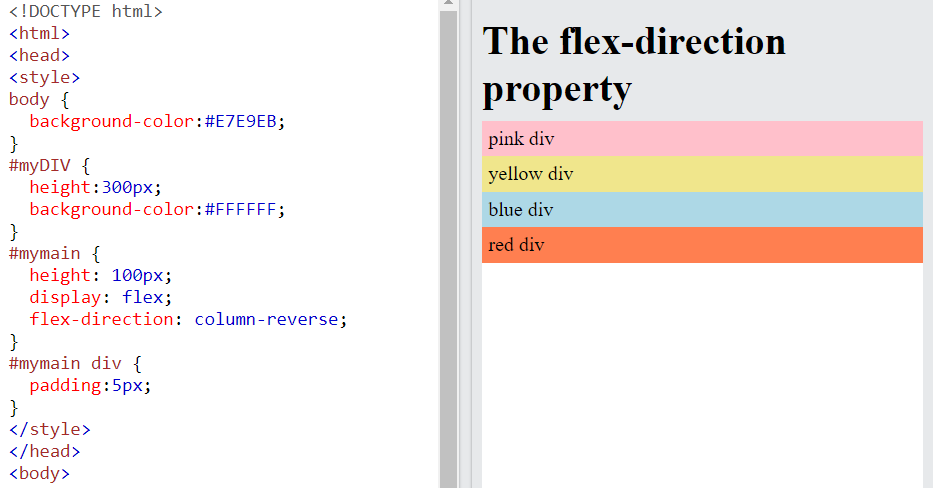 <!DOCTYPE html>
<html>
<head>
<style>
body {
  background-color:#E7E9EB;
}
#myDIV {
  height:300px;
  background-color:#FFFFFF;
}
#mymain {
  height: 100px;
  display: flex;
  flex-direction: column-reverse;
}
#mymain div {
  padding:5px;
}
</style>
</head>
<body>
The flex-direction
property
pink div
yellow div
blue div
red div